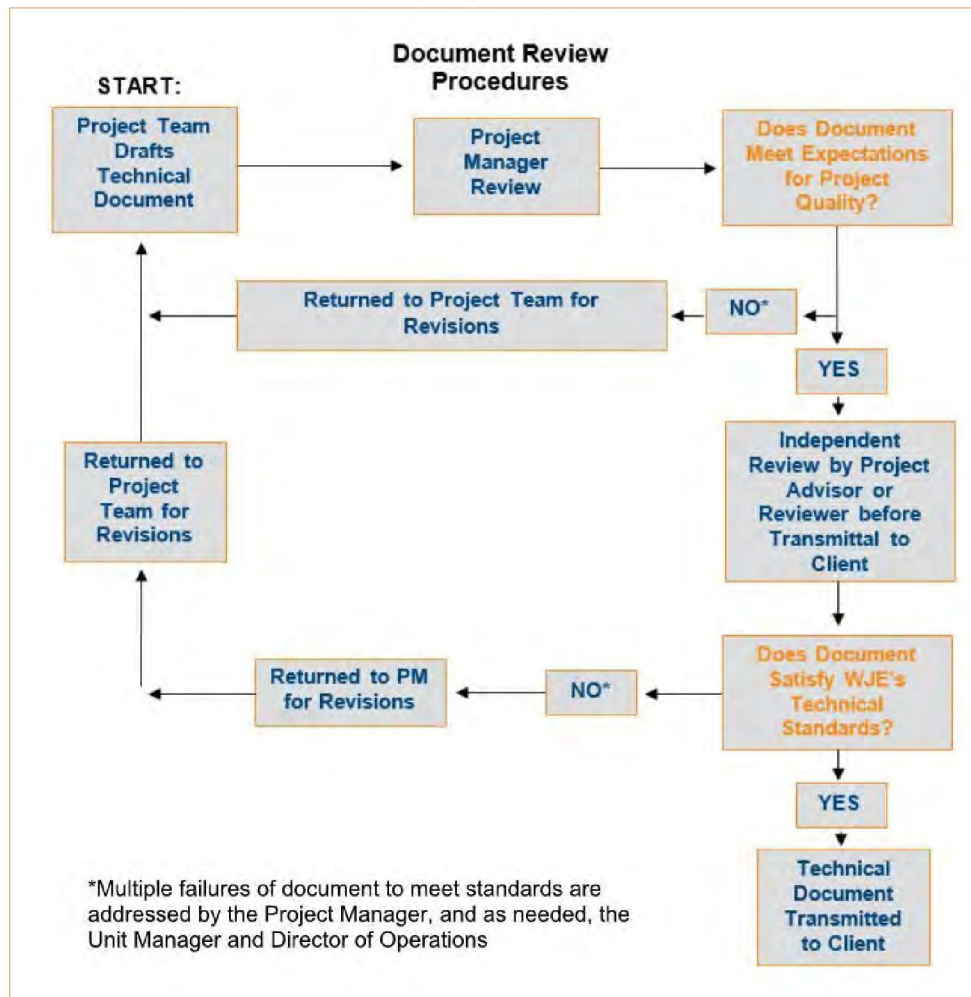 Document Review
Procedures
START:
Project Team
Drafts
Technical
Document
Project
Manager
Review
Does Document
Meet Expectations
for Project
Quality?
Returned to Project Team for
Revisions
NO*
YES
Independent
Review by Project
Advisor or
Reviewer before
Transmittal to
Client
Returned to
Project
Team for
Revisions
Returned to PM
for Revisions
NO*
Does Document
Satisfy WJE's
Technical
Standards?
YES
Technical
Document
Transmitted
to Client
*Multiple failures of document to meet standards are
addressed by the Project Manager, and as needed, the
Unit Manager and Director of Operations